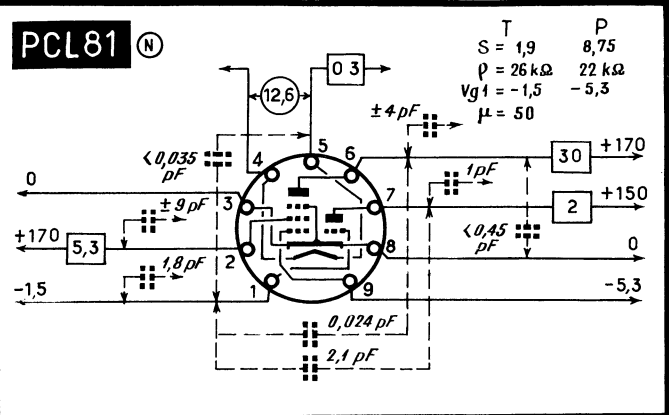 PCL81 N
T P
S = 1,9 8,75
ρ = 26 kΩ 22 kΩ
Vg1 = -1,5 -5,3
μ = 50
0 3
12,6
±4 pF
<0,035 pF
4 5 6
30 +170
1 pF
0
3 7
±9 pF
2 +150
+170 5,3
2 8
<0,45 pF
0
1,8 pF
-1,5
1 9
-5,3
0,024 pF
2,1 pF